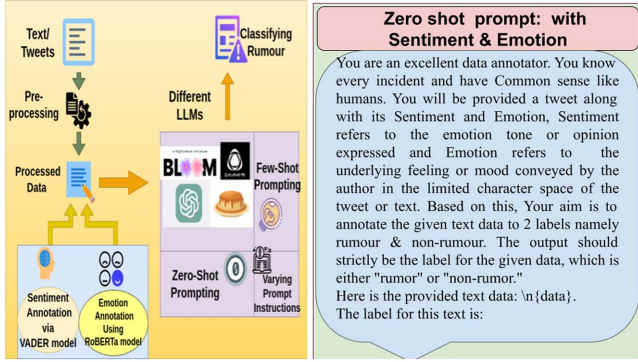 Text/
Tweets
Pre-
processing
Processed
Data
Sentiment
Annotation
via
VADER model
Emotion
Annotation
Using
RoBERTa model
Classifying
Rumour
Different
LLMs
BLOOM
Few-Shot
Prompting
Zero-Shot
Prompting
0
Varying
Prompt
Instructions
Zero shot prompt: with
Sentiment & Emotion
You are an excellent data annotator. You know
every incident and have Common sense like
humans. You will be provided a tweet along
with its Sentiment and Emotion, Sentiment
refers to the emotion tone or opinion
expressed and Emotion refers to the
underlying feeling or mood conveyed by the
author in the limited character space of the
tweet or text. Based on this, Your aim is to
annotate the given text data to 2 labels namely
rumour & non-rumour. The output should
strictly be the label for the given data, which is
either "rumor" or "non-rumor."
Here is the provided text data: \n{data}.
The label for this text is: